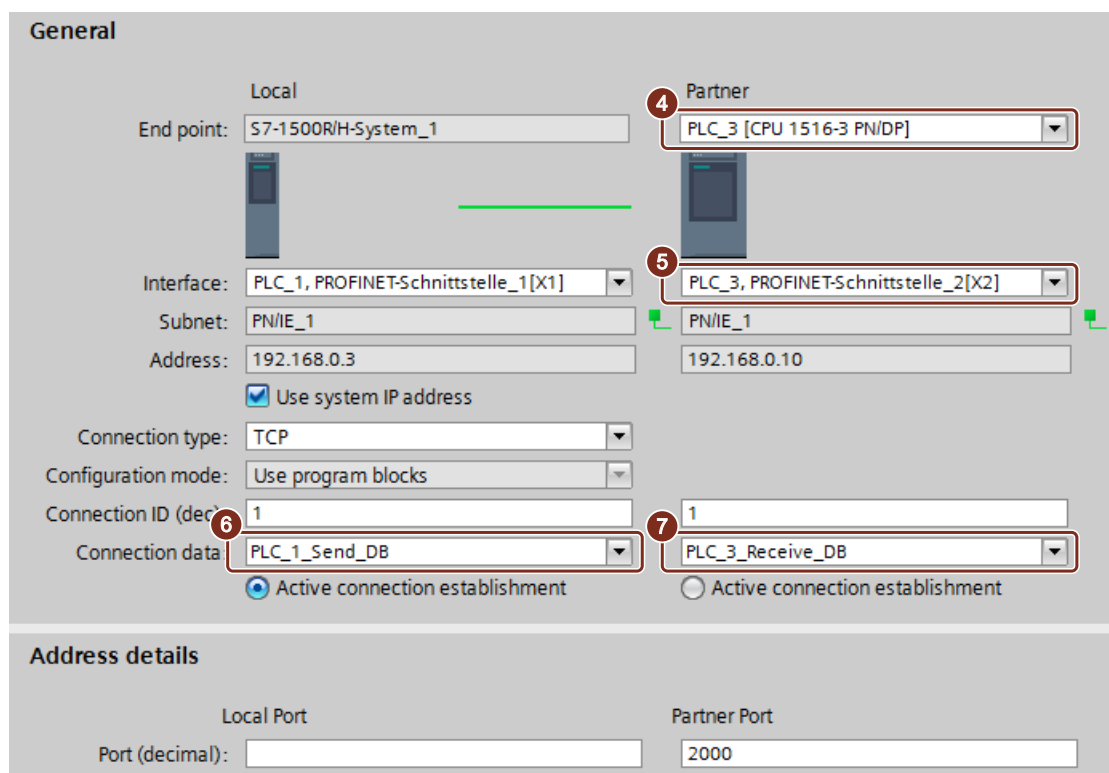 General
Local Partner
4
End point: S7-1500R/H-System_1 PLC_3 [CPU 1516-3 PN/DP]
5
Interface: PLC_1, PROFINET-Schnittstelle_1[X1] PLC_3, PROFINET-Schnittstelle_2[X2]
Subnet: PN/IE_1 PN/IE_1
Address: 192.168.0.3 192.168.0.10
Use system IP address
Connection type: TCP
Configuration mode: Use program blocks
Connection ID (dec) 1 1
6 7
Connection data: PLC_1_Send_DB PLC_3_Receive_DB
Active connection establishment Active connection establishment
Address details
Local Port Partner Port
Port (decimal): 2000